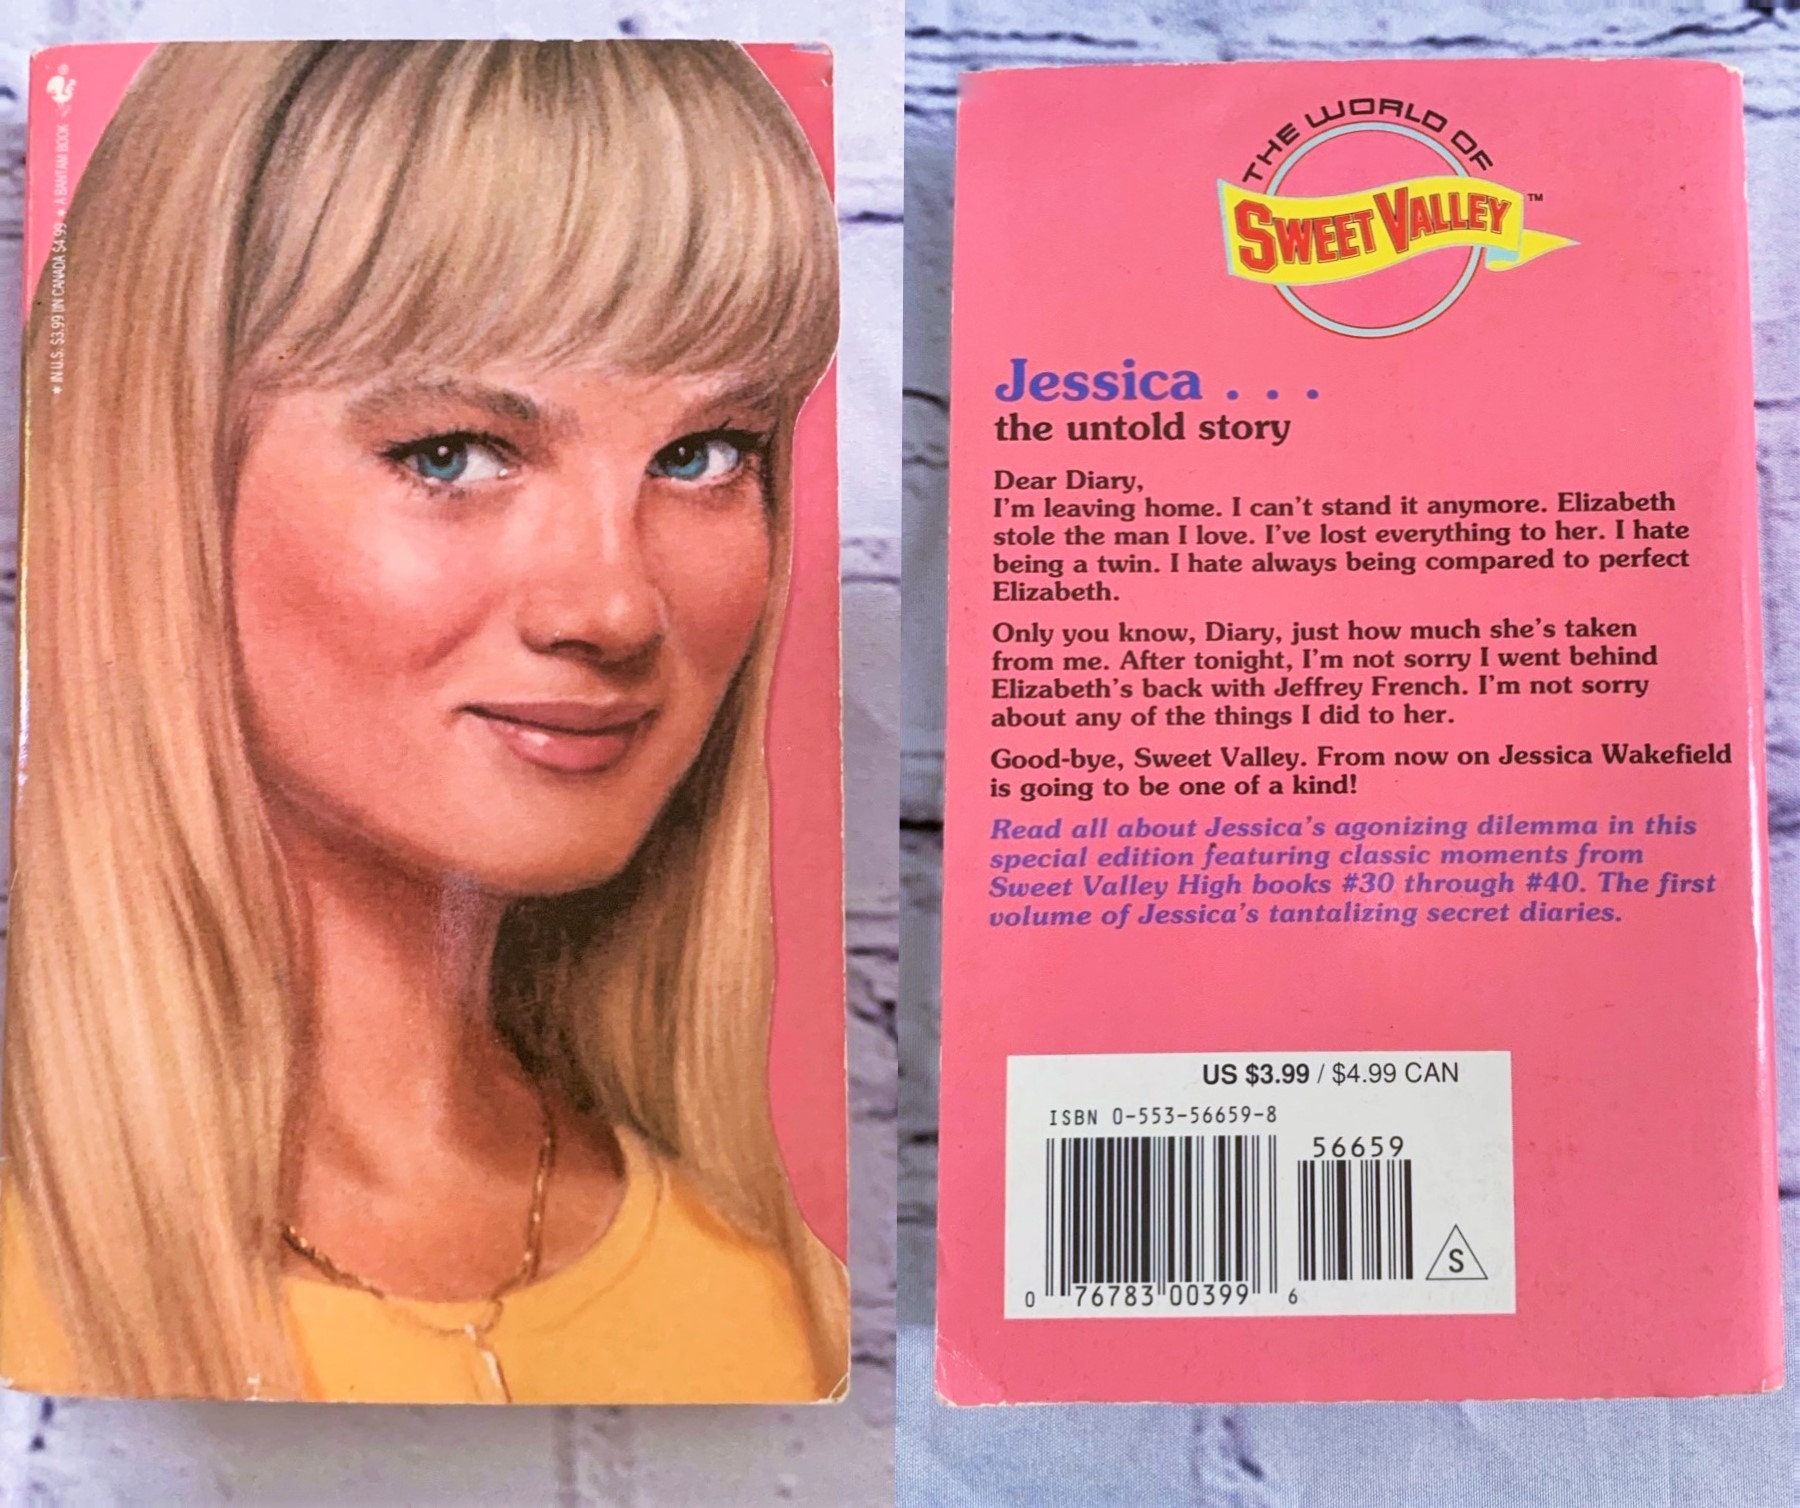 ★ IN U.S. $3.99 (IN CANADA $4.99) ★ A BANTAM BOOK
THE WORLD OF
SWEET VALLEY™
Jessica . . .
the untold story
Dear Diary,
I'm leaving home. I can't stand it anymore. Elizabeth
stole the man I love. I've lost everything to her. I hate
being a twin. I hate always being compared to perfect
Elizabeth.
Only you know, Diary, just how much she's taken
from me. After tonight, I'm not sorry I went behind
Elizabeth's back with Jeffrey French. I'm not sorry
about any of the things I did to her.
Good-bye, Sweet Valley. From now on Jessica Wakefield
is going to be one of a kind!
Read all about Jessica's agonizing dilemma in this
special edition featuring classic moments from
Sweet Valley High books #30 through #40. The first
volume of Jessica's tantalizing secret diaries.
US $3.99 / $4.99 CAN
ISBN 0-553-56659-8
56659
0 76783 00399 6
S